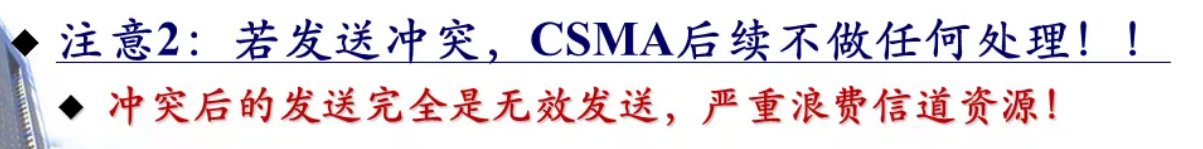 注意2：若发送冲突，CSMA后续不做任何处理！！
冲突后的发送完全是无效发送，严重浪费信道资源！